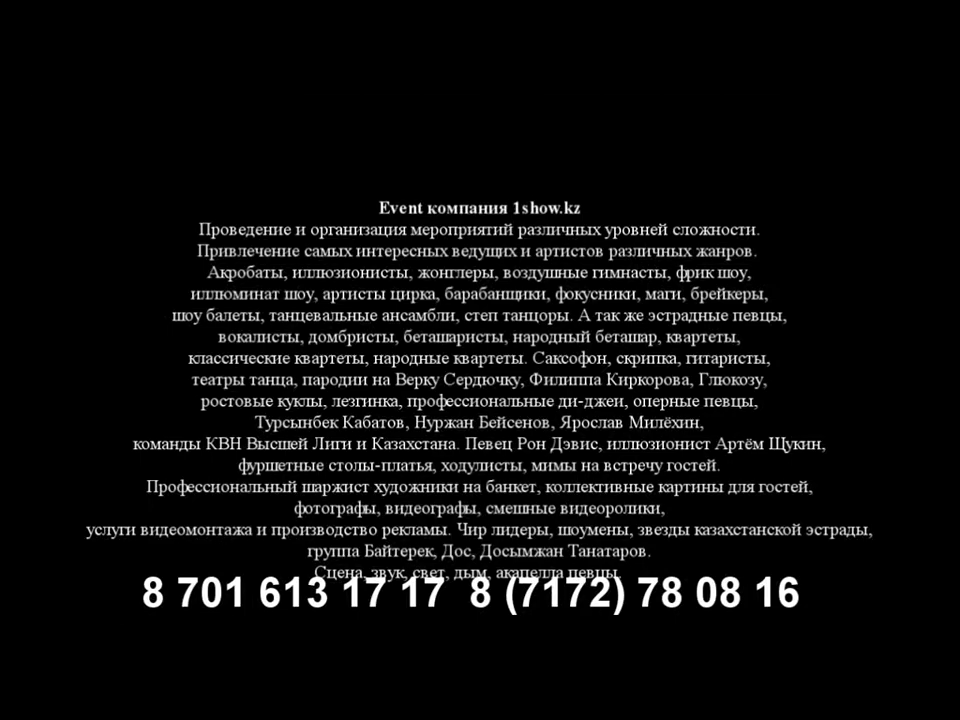 Event компания 1show.kz
Проведение и организация мероприятий различных уровней сложности.
Привлечение самых интересных ведущих и артистов различных жанров.
Акробаты, иллюзионисты, жонглеры, воздушные гимнасты, фрик шоу,
иллюминат шоу, артисты цирка, барабанщики, фокусники, маги, брейкеры,
шоу балеты, танцевальные ансамбли, степ танцоры. А так же эстрадные певцы,
вокалисты, домбристы, беташаристы, народный беташар, квартеты,
классические квартеты, народные квартеты. Саксофон, скрипка, гитаристы,
театры танца, пародии на Верку Сердючку, Филиппа Киркорова, Глюкозу,
ростовые куклы, лезгинка, профессиональные ди-джеи, оперные певцы,
Турсынбек Кабатов, Нуржан Бейсенов, Ярослав Милёхин,
команды КВН Высшей Лиги и Казахстана. Певец Рон Дэвис, иллюзионист Артём Щукин,
фуршетные столы-платья, ходулисты, мимы на встречу гостей.
Профессиональный шаржист художники на банкет, коллективные картины для гостей,
фотографы, видеографы, смешные видеоролики,
услуги видеомонтажа и производство рекламы. Чир лидеры, шоумены, звезды казахстанской эстрады,
группа Байтерек, Дос, Досымжан Танатаров.
Сцена, звук, свет, дым, акапелла певцы.
8 701 613 17 17 8 (7172) 78 08 16